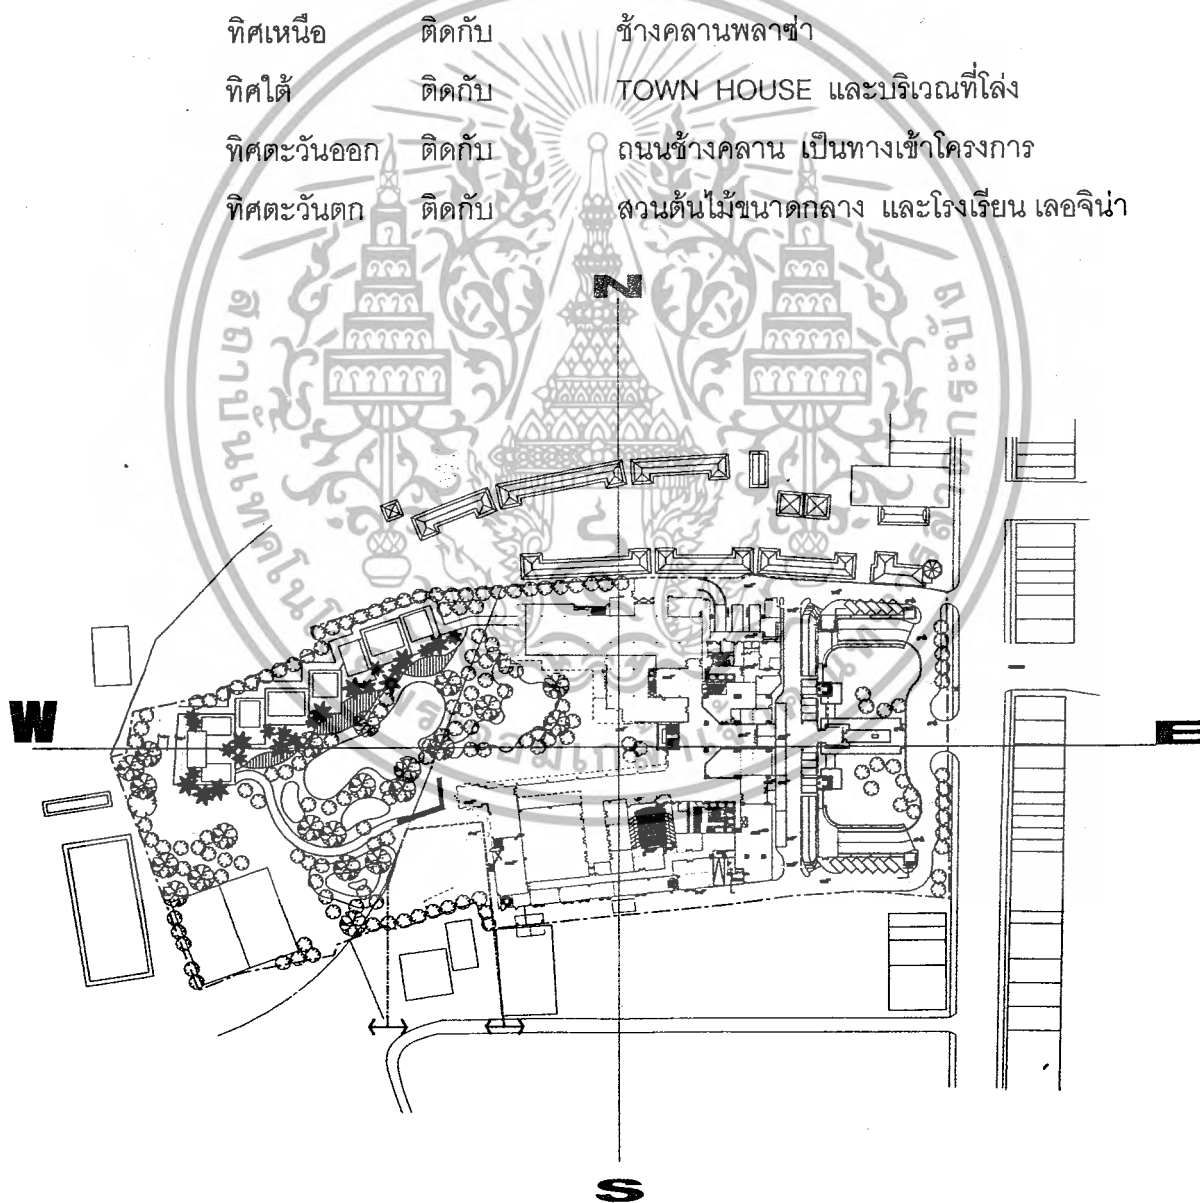 ทิศเหนือ ติดกับ ช้างคลานพลาซ่า
ทิศใต้ ติดกับ TOWN HOUSE และบริเวณที่โล่ง
ทิศตะวันออก ติดกับ ถนนช้างคลาน เป็นทางเข้าโครงการ
ทิศตะวันตก ติดกับ สวนต้นไม้ขนาดกลาง และโรงเรียน เลอจิน่า
N
W
E
S